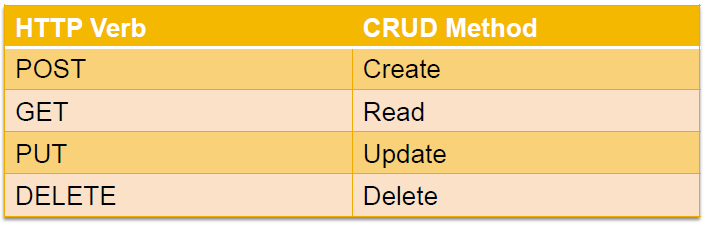 HTTP Verb CRUD Method
POST Create
GET Read
PUT Update
DELETE Delete